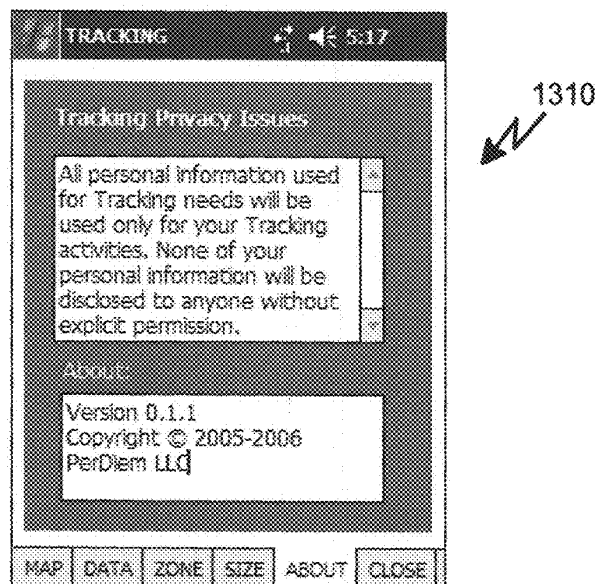 TRACKING 5:17
1310
Tracking Privacy Issues
All personal information used
for Tracking needs will be
used only for your Tracking
activities. None of your
personal information will be
disclosed to anyone without
explicit permission.
About:
Version 0.1.1
Copyright © 2005-2006
PerDiem LLC
MAP DATA ZONE SIZE ABOUT CLOSE